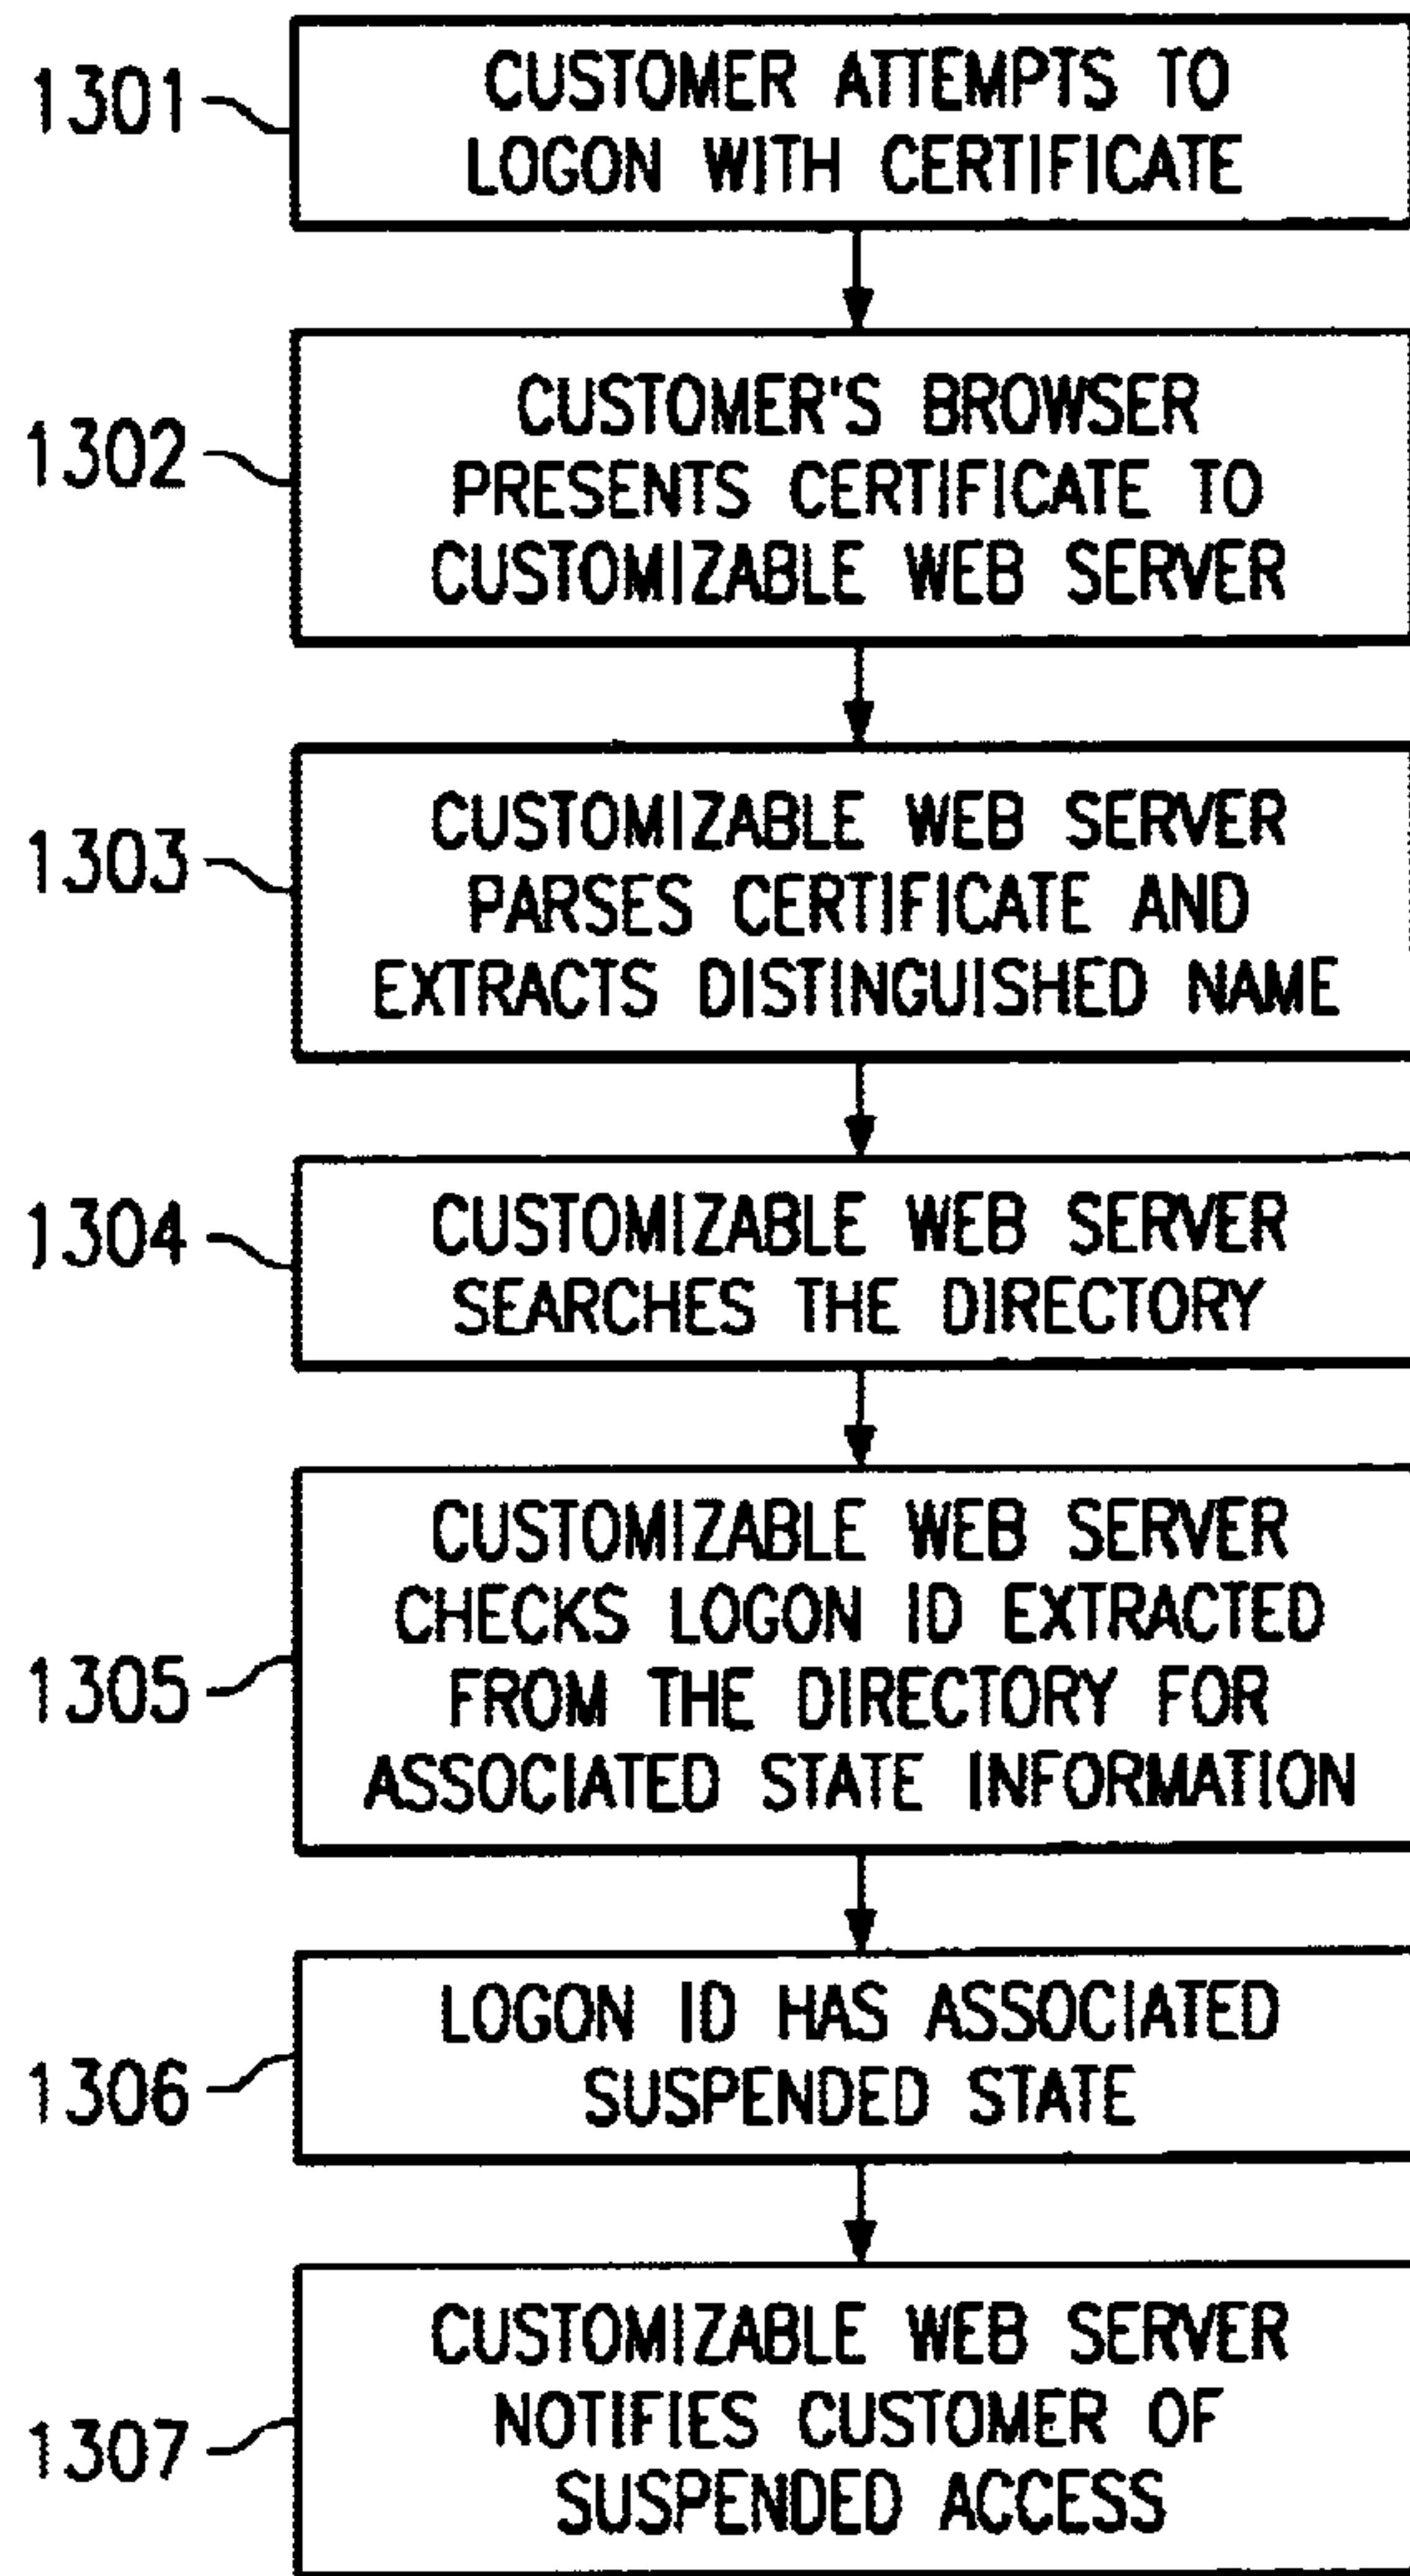 1301
CUSTOMER ATTEMPTS TO
LOGON WITH CERTIFICATE
1302
CUSTOMER'S BROWSER
PRESENTS CERTIFICATE TO
CUSTOMIZABLE WEB SERVER
1303
CUSTOMIZABLE WEB SERVER
PARSES CERTIFICATE AND
EXTRACTS DISTINGUISHED NAME
1304
CUSTOMIZABLE WEB SERVER
SEARCHES THE DIRECTORY
1305
CUSTOMIZABLE WEB SERVER
CHECKS LOGON ID EXTRACTED
FROM THE DIRECTORY FOR
ASSOCIATED STATE INFORMATION
1306
LOGON ID HAS ASSOCIATED
SUSPENDED STATE
1307
CUSTOMIZABLE WEB SERVER
NOTIFIES CUSTOMER OF
SUSPENDED ACCESS